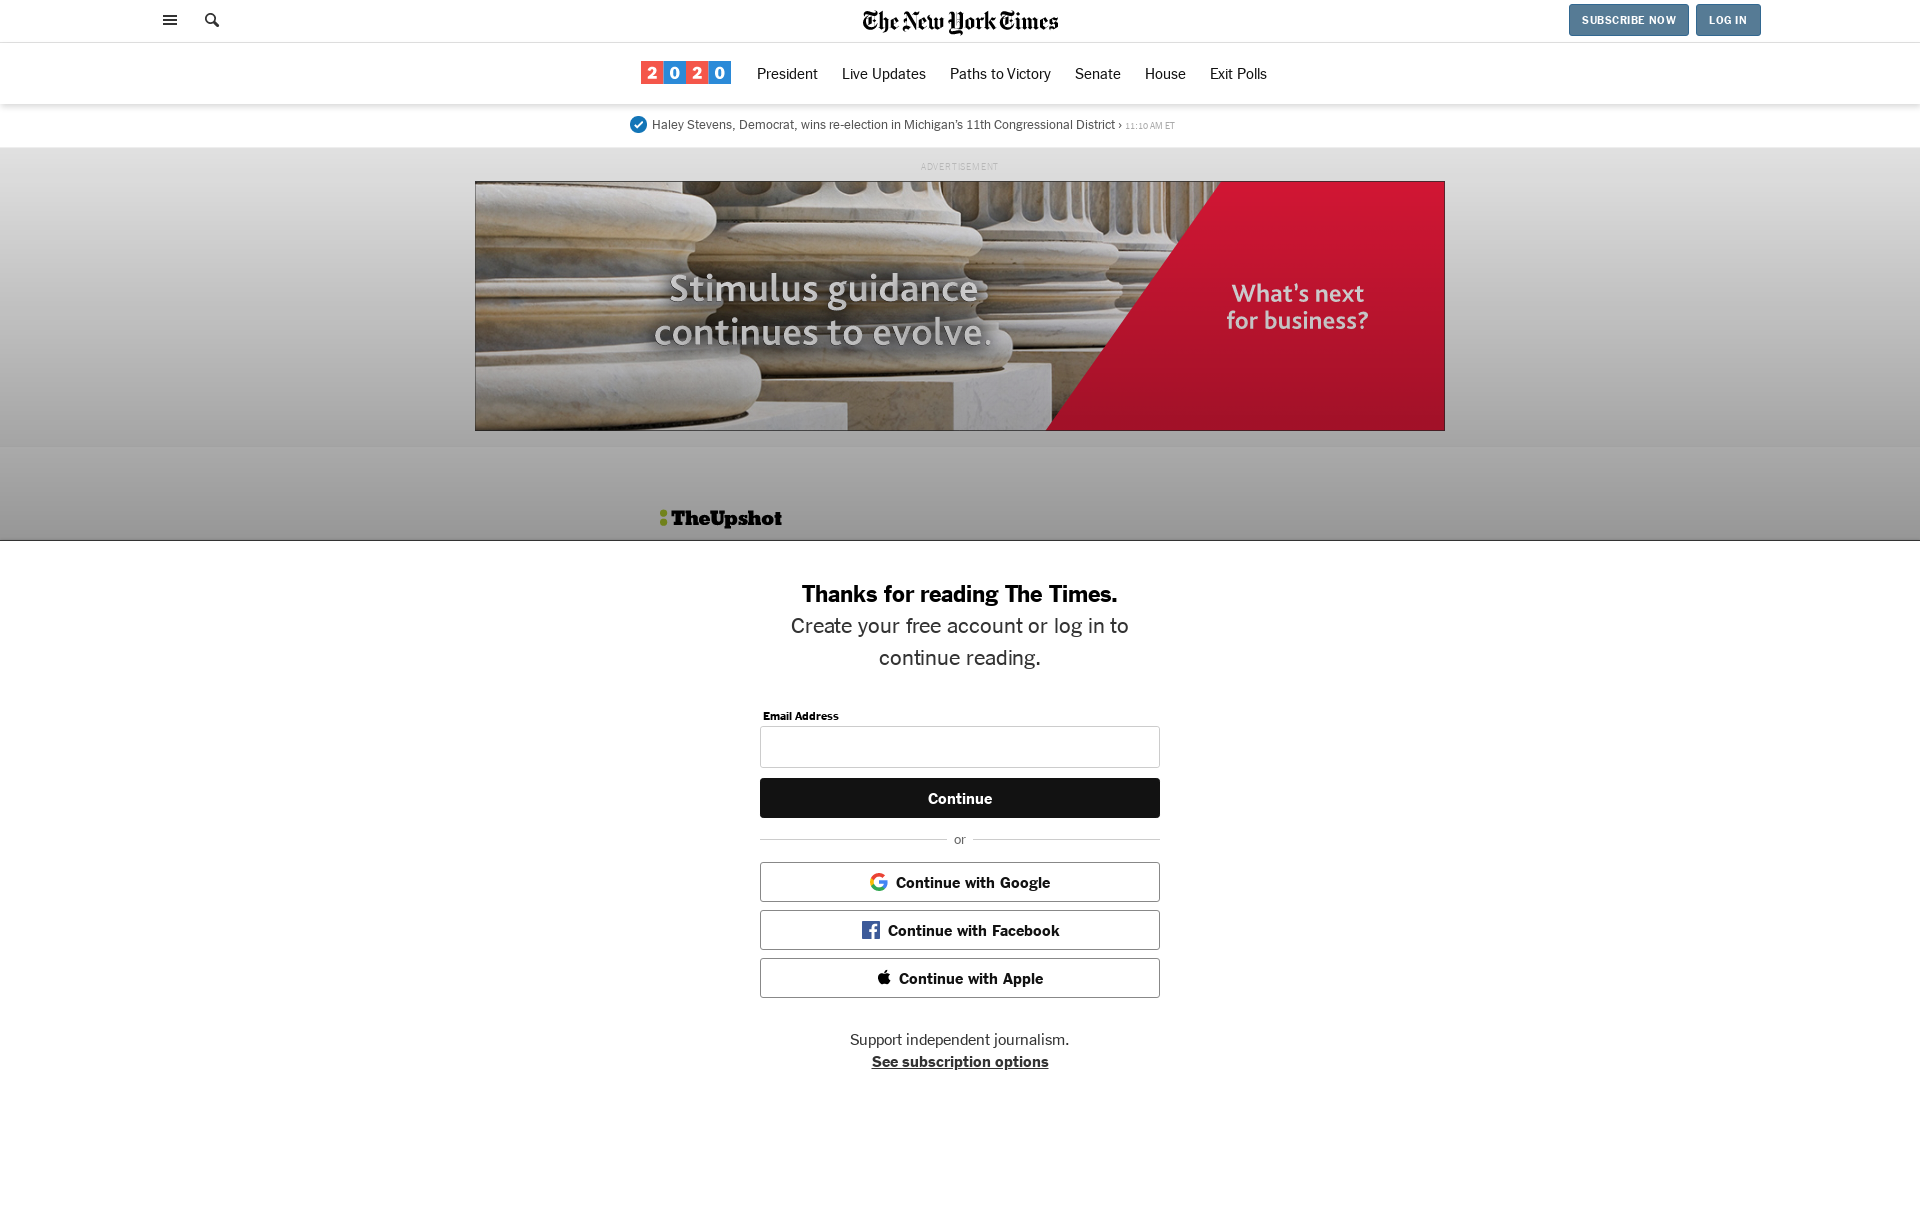 The New York Times
SUBSCRIBE NOW
LOG IN
2020
President
Live Updates
Paths to Victory
Senate
House
Exit Polls
Haley Stevens, Democrat, wins re-election in Michigan's 11th Congressional District › 11:10 AM ET
ADVERTISEMENT
Stimulus guidance
continues to evolve.
What's next
for business?
TheUpshot
Thanks for reading The Times.
Create your free account or log in to
continue reading.
Email Address
Continue
or
Continue with Google
Continue with Facebook
Continue with Apple
Support independent journalism.
See subscription options